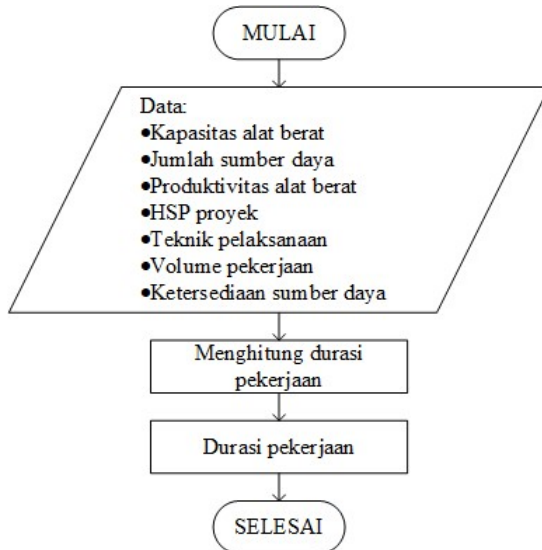 MULAI
Data:
•Kapasitas alat berat
•Jumlah sumber daya
•Produktivitas alat berat
•HSP proyek
•Teknik pelaksanaan
•Volume pekerjaan
•Ketersediaan sumber daya
Menghitung durasi
pekerjaan
Durasi pekerjaan
SELESAI